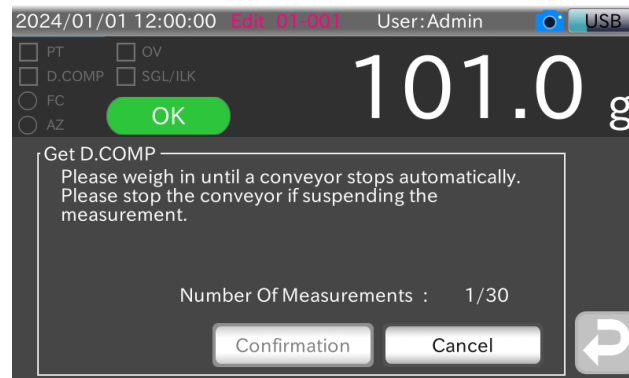 2024/01/01 12:00:00 Edit 01-001 User:Admin USB
PT OV
D.COMP SGL/ILK
FC
AZ
OK
101.0 g
Get D.COMP
Please weigh in until a conveyor stops automatically.
Please stop the conveyor if suspending the
measurement.
Number Of Measurements : 1/30
Confirmation Cancel